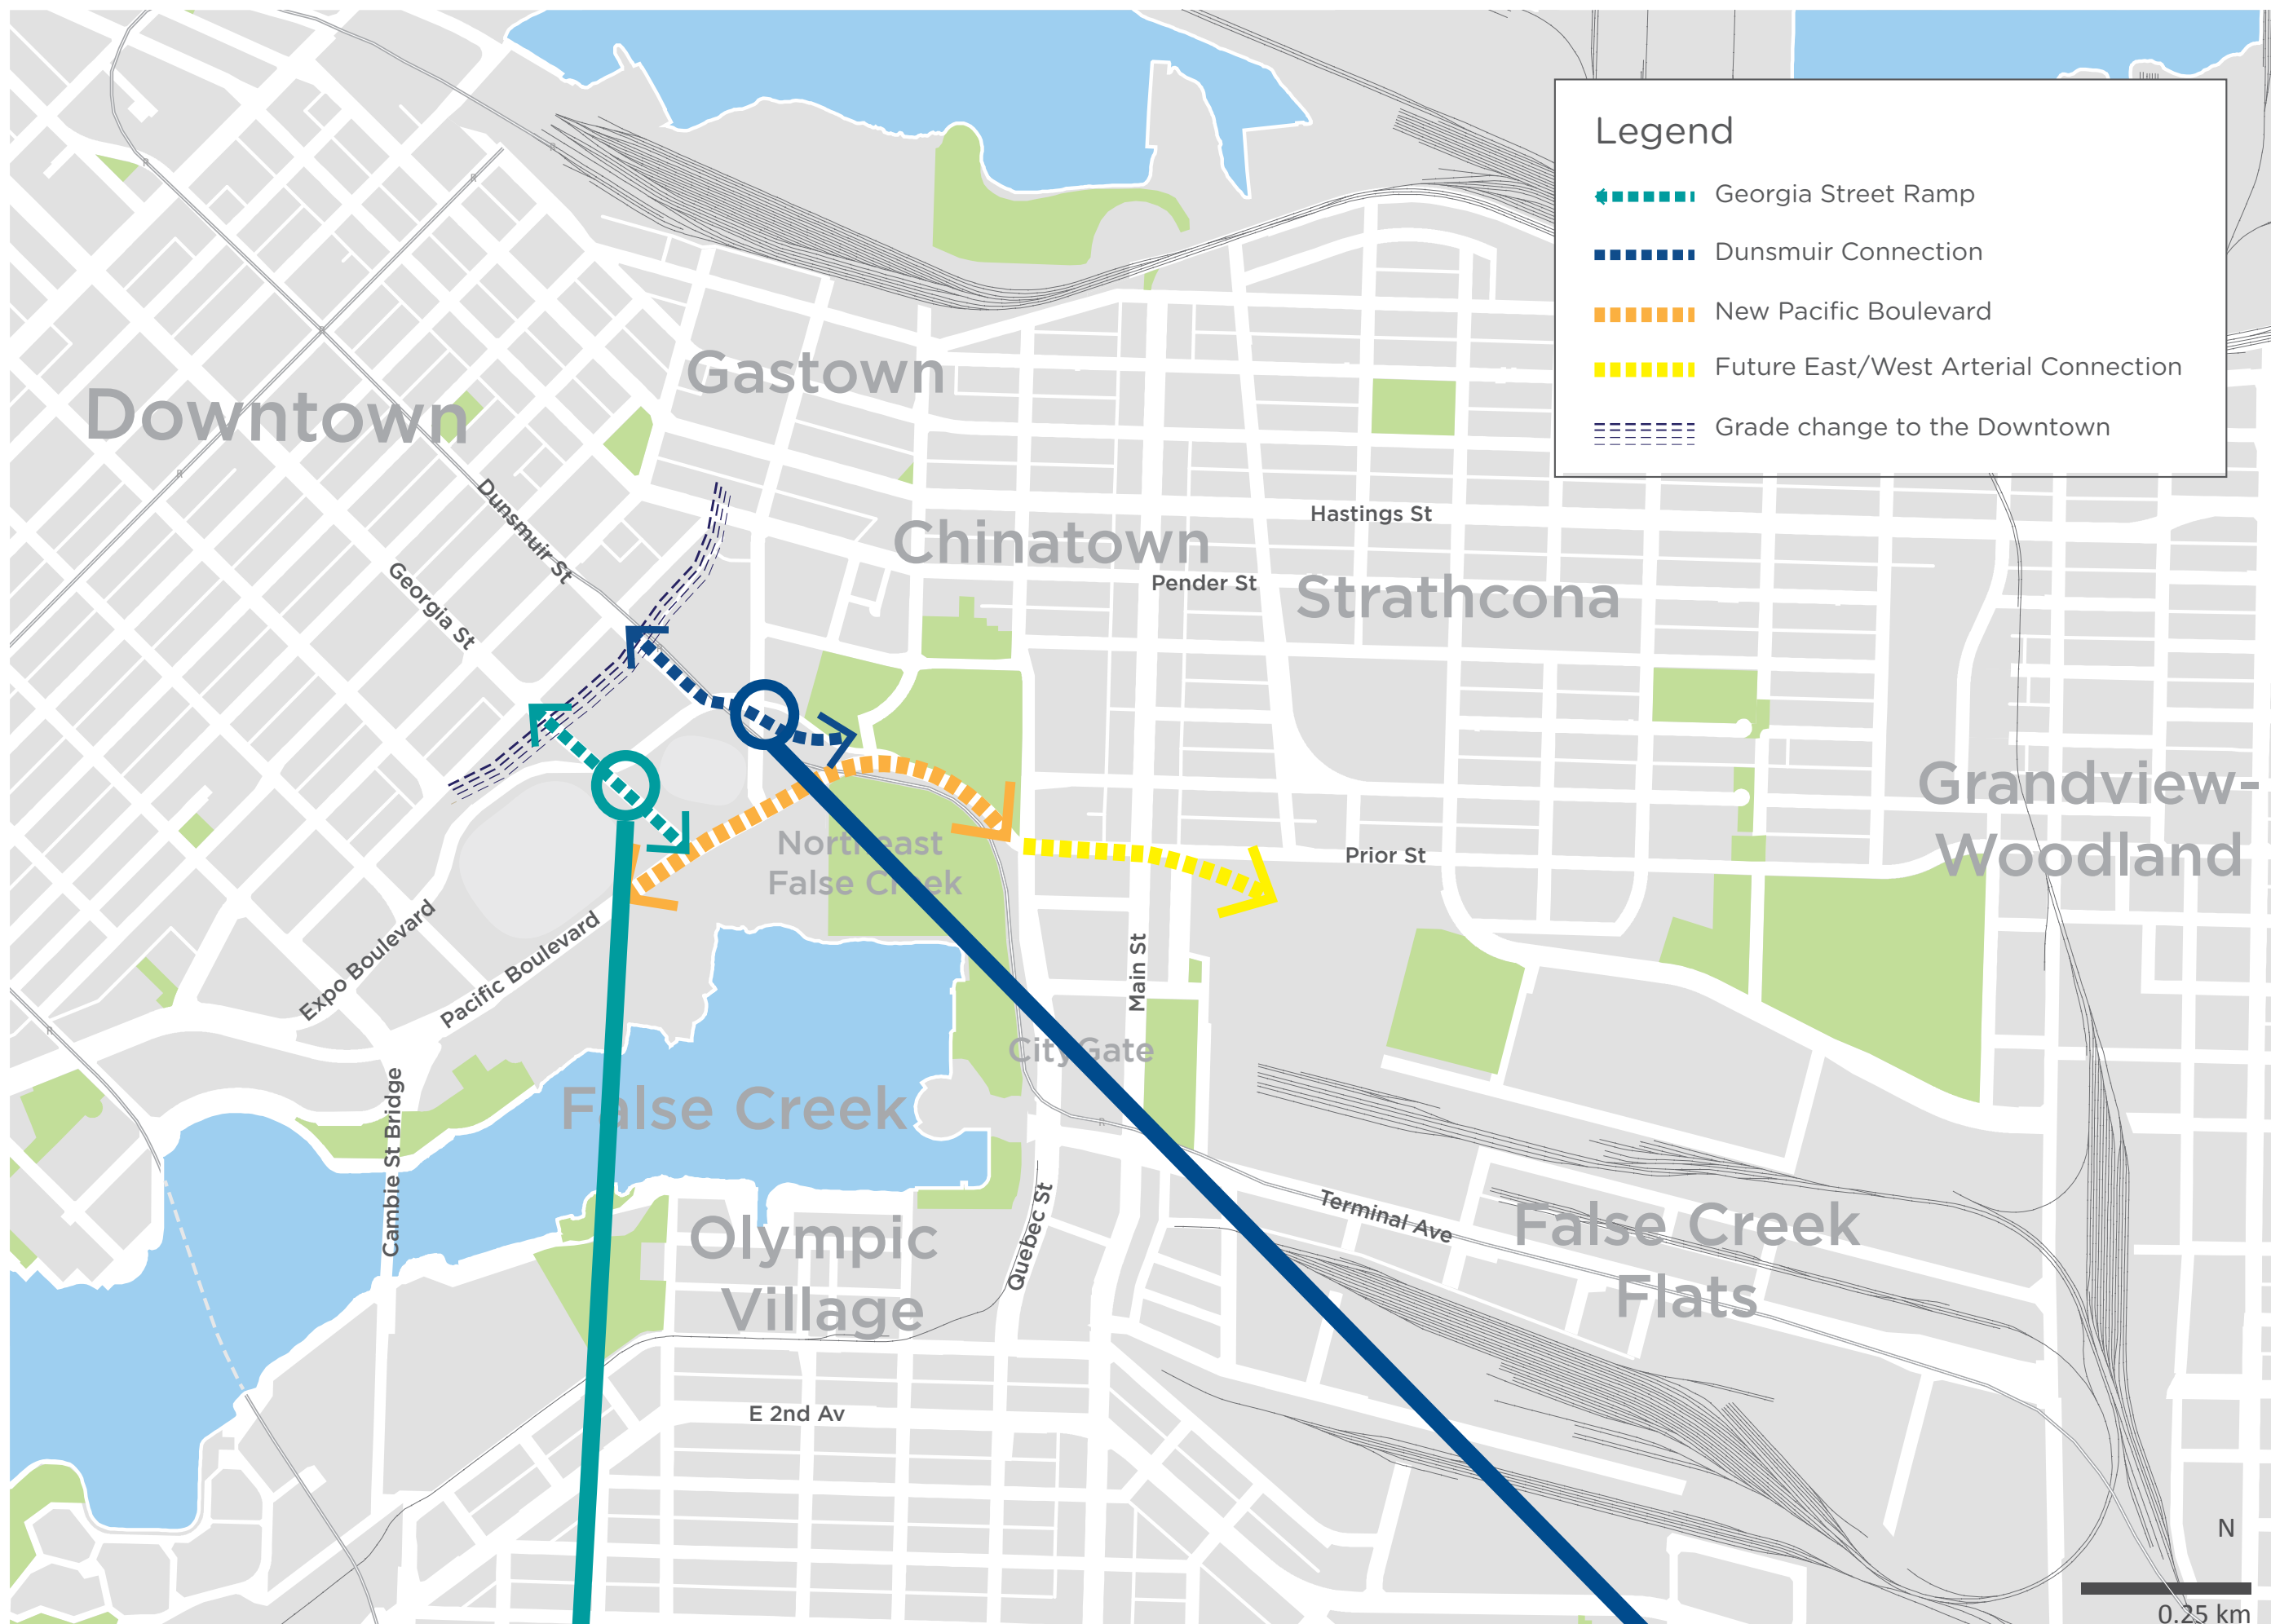 Legend
Georgia Street Ramp
Dunsmuir Connection
New Pacific Boulevard
Future East/West Arterial Connection
Grade change to the Downtown
Gastown
Downtown
Dunsmuir St
Hastings St
Chinatown
Pender St
Strathcona
Georgia St
Grandview-
Woodland
Northeast
False Creek
Prior St
Expo Boulevard
Pacific Boulevard
Main St
CityGate
False Creek
Cambie St Bridge
Olympic
Village
Quebec St
Terminal Ave
False Creek
Flats
E 2nd Av
N
0.25 km